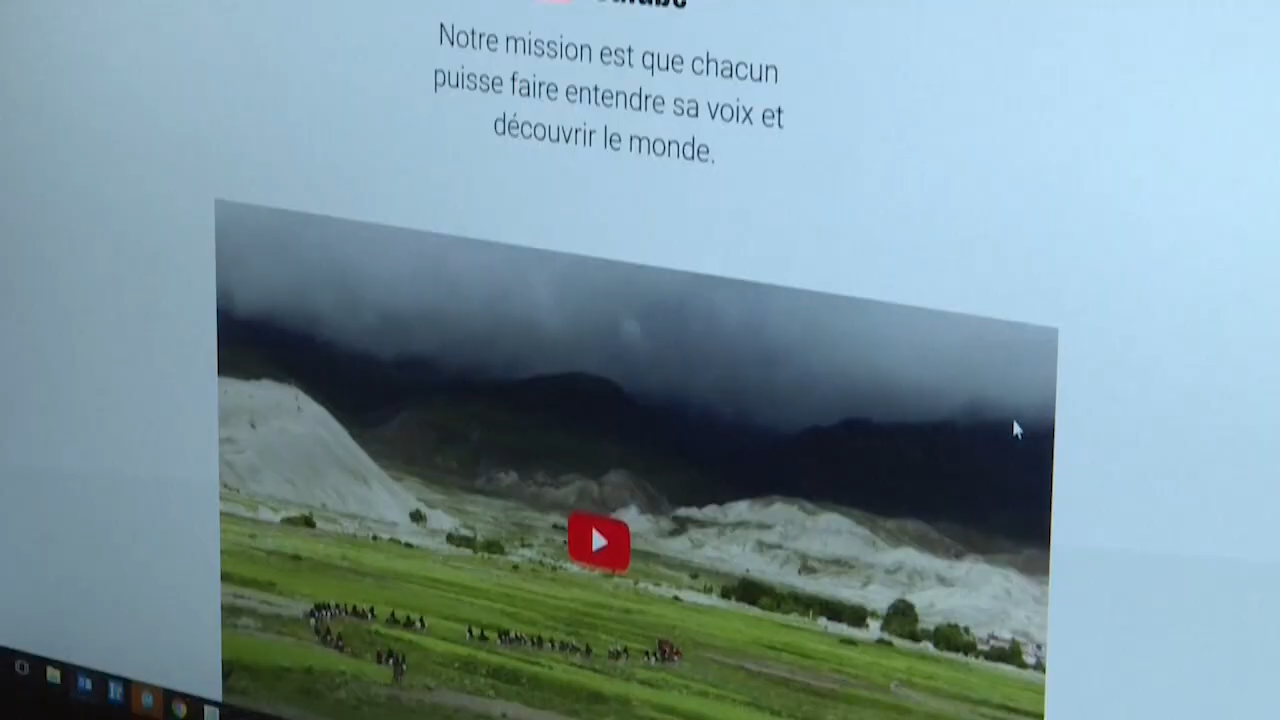 Notre mission est que chacun
puisse faire entendre sa voix et
découvrir le monde.